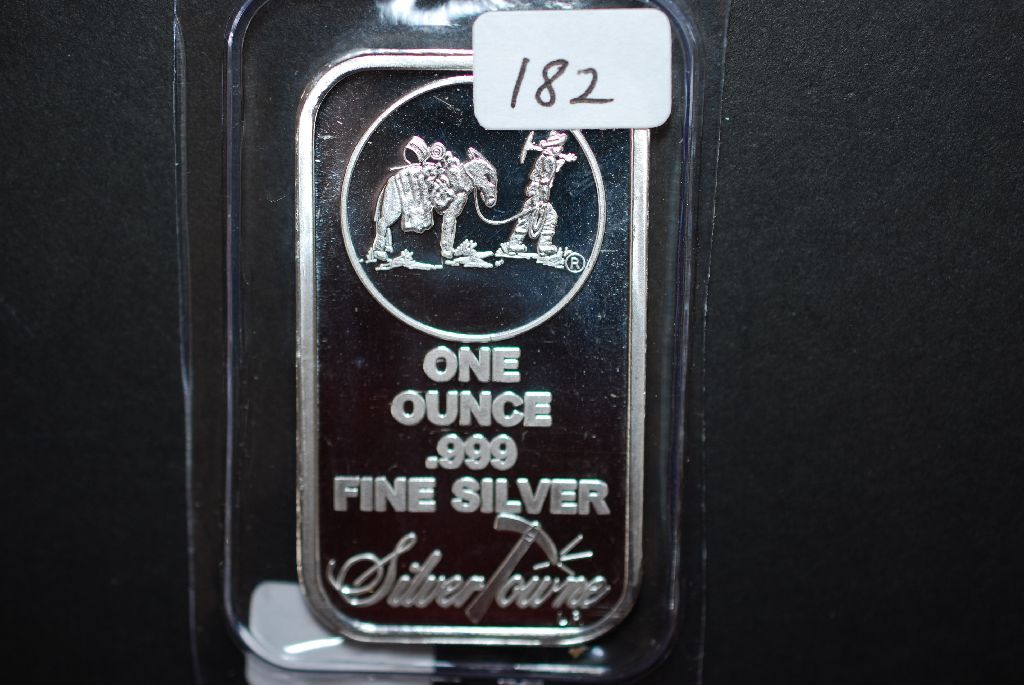 182
®
ONE
OUNCE
.999
FINE SILVER
SilverTowne